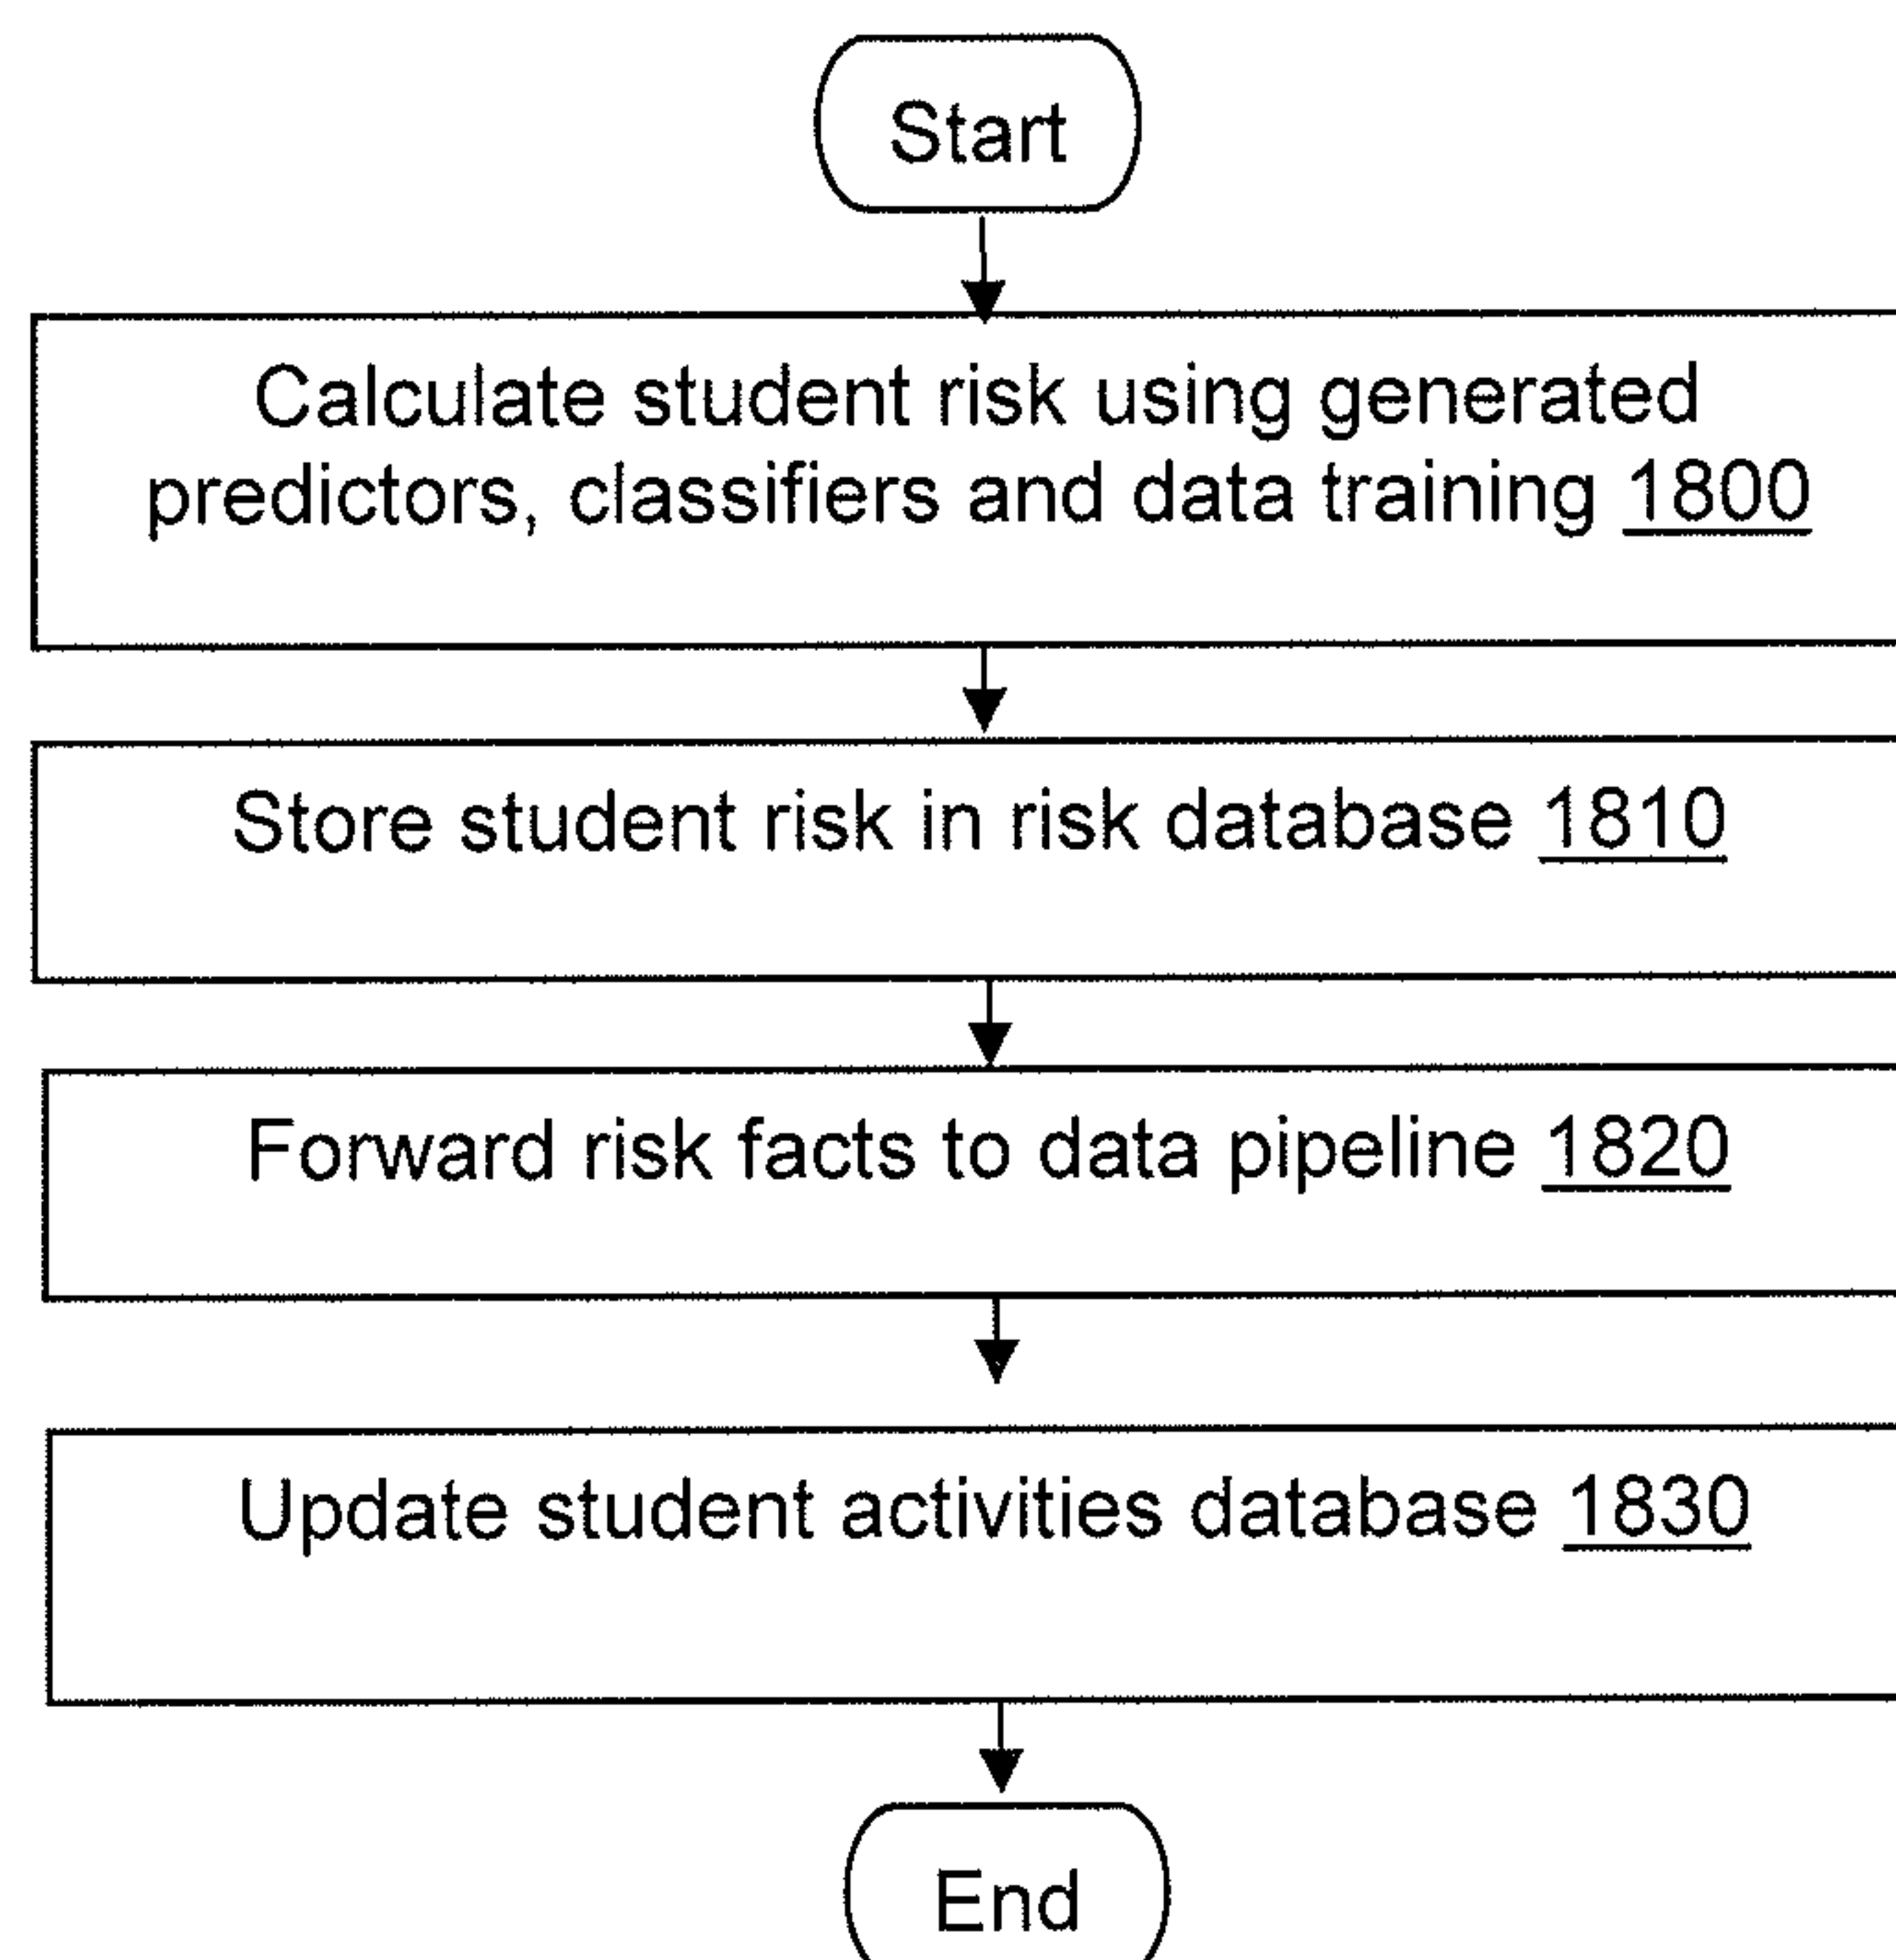 Start
Calculate student risk using generated
predictors, classifiers and data training 1800
Store student risk in risk database 1810
Forward risk facts to data pipeline 1820
Update student activities database 1830
End